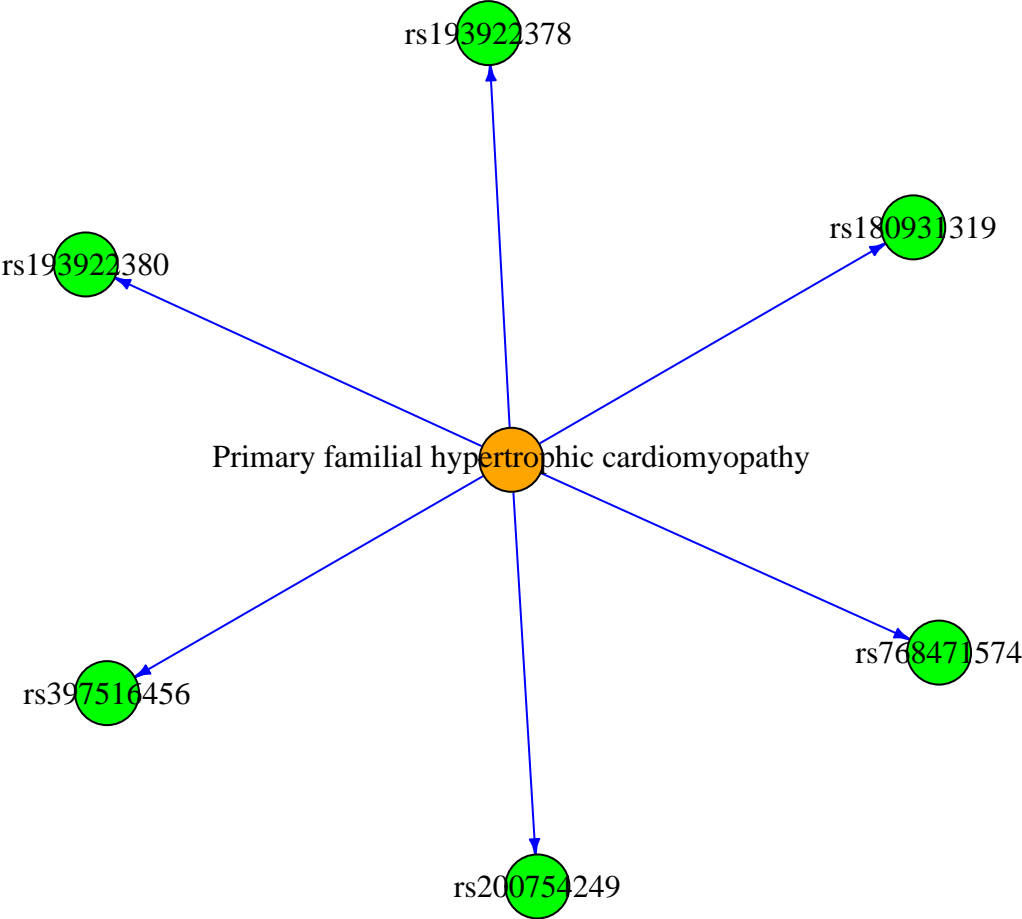 rs193922378
rs180931319
rs193922380
Primary familial hypertrophic cardiomyopathy
rs768471574
rs397516456
rs200754249